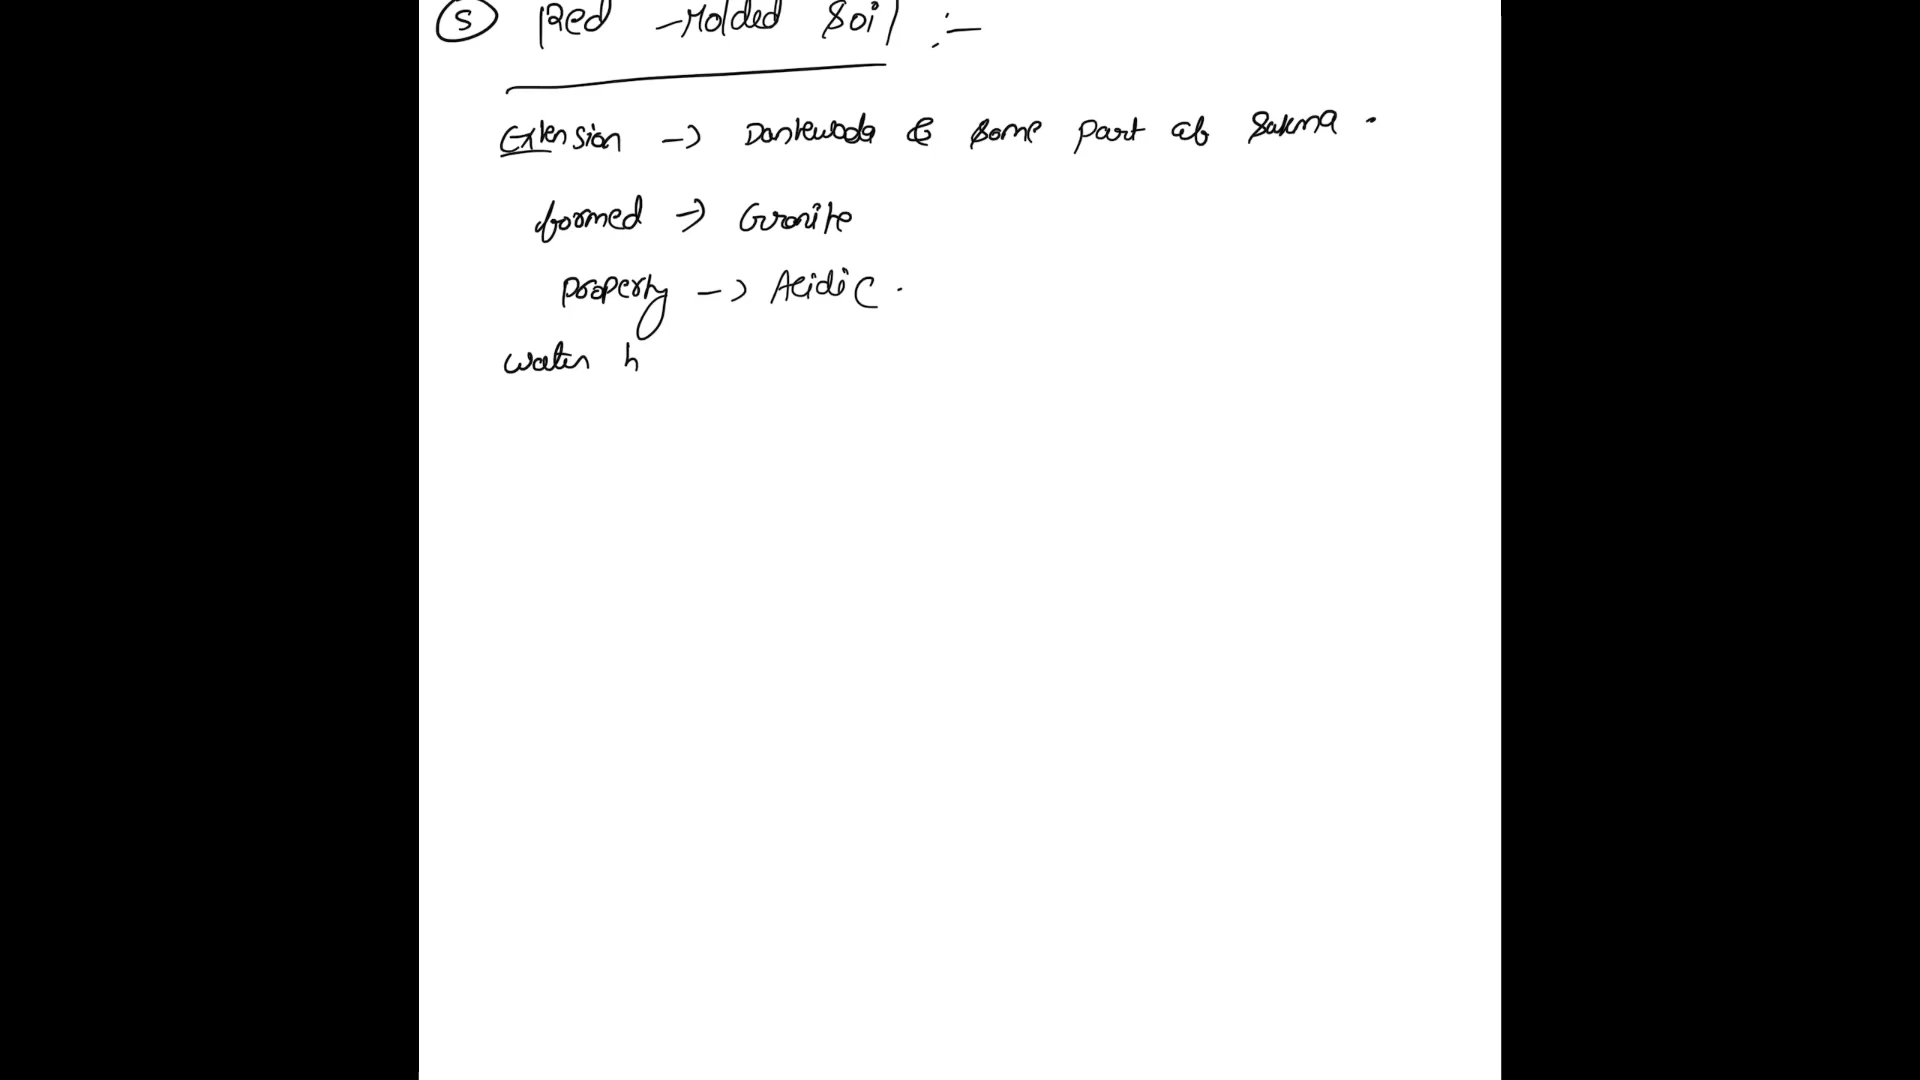 ⑤ Red -Molded Soil :-
Extension -> Dantewada & some part of Sukma .
formed -> Granite
property -> Acidic .
water h